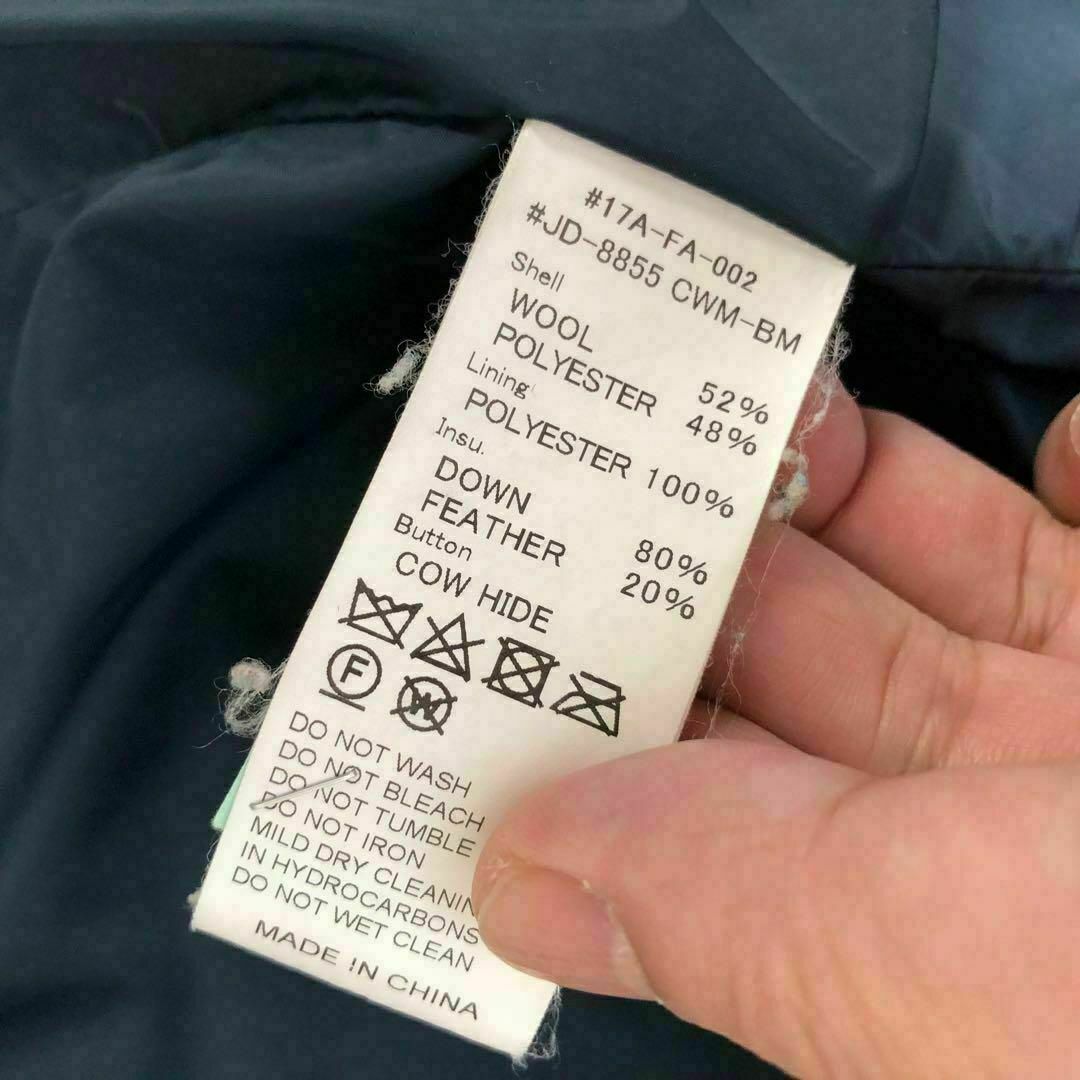 #17A-FA-002
#JD-8855 CWM-BM
Shell
WOOL 52%
POLYESTER 48%
Lining
POLYESTER 100%
Insu.
DOWN 80%
FEATHER 20%
Button
COW HIDE
F
W
DO NOT WASH
DO NOT BLEACH
DO NOT TUMBLE
DO NOT IRON
MILD DRY CLEANIN
IN HYDROCARBONS
DO NOT WET CLEAN
MADE IN CHINA